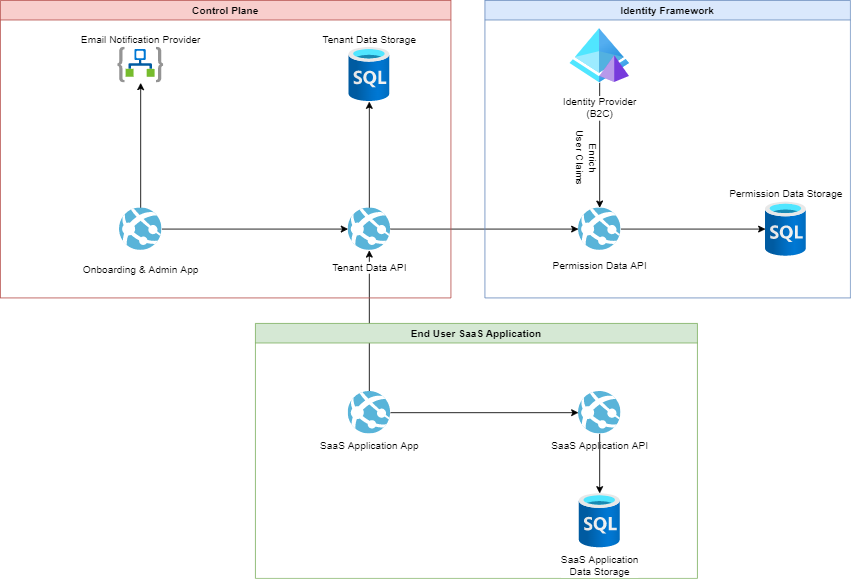 Control Plane
Identity Framework
Email Notification Provider
Tenant Data Storage
SQL
Identity Provider
(B2C)
Enrich
User Claims
Permission Data Storage
SQL
Onboarding & Admin App
Tenant Data API
Permission Data API
End User SaaS Application
SaaS Application App
SaaS Application API
SQL
SaaS Application
Data Storage